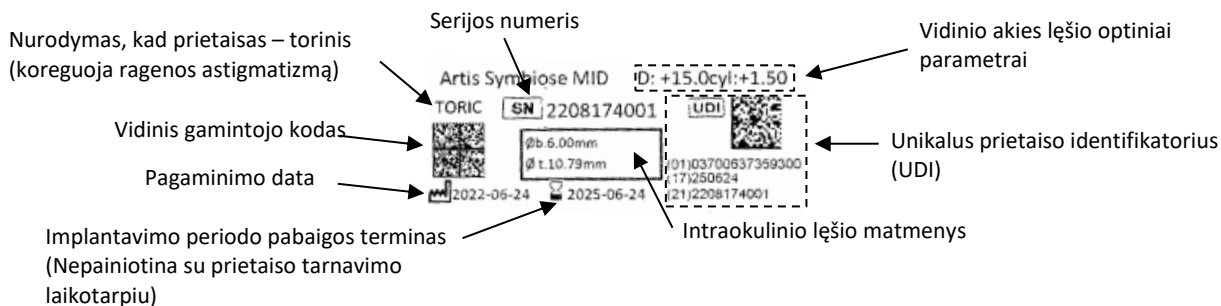 Serijos numeris
Nurodymas, kad prietaisas – torinis
(koreguoja ragenos astigmatizmą)
Vidinio akies lęšio optiniai
parametrai
Artis Symbiose MID D: +15.0cyl:+1.50
TORIC SN 2208174001 UDI
Vidinis gamintojo kodas
Øb.6.00mm
Øt.10.79mm
Unikalus prietaiso identifikatorius
(UDI)
(01)03700637359300
(17)250624
(21)2208174001
Pagaminimo data
2022-06-24 2025-06-24
Intraokulinio lęšio matmenys
Implantavimo periodo pabaigos terminas
(Nepainiotina su prietaiso tarnavimo
laikotarpiu)